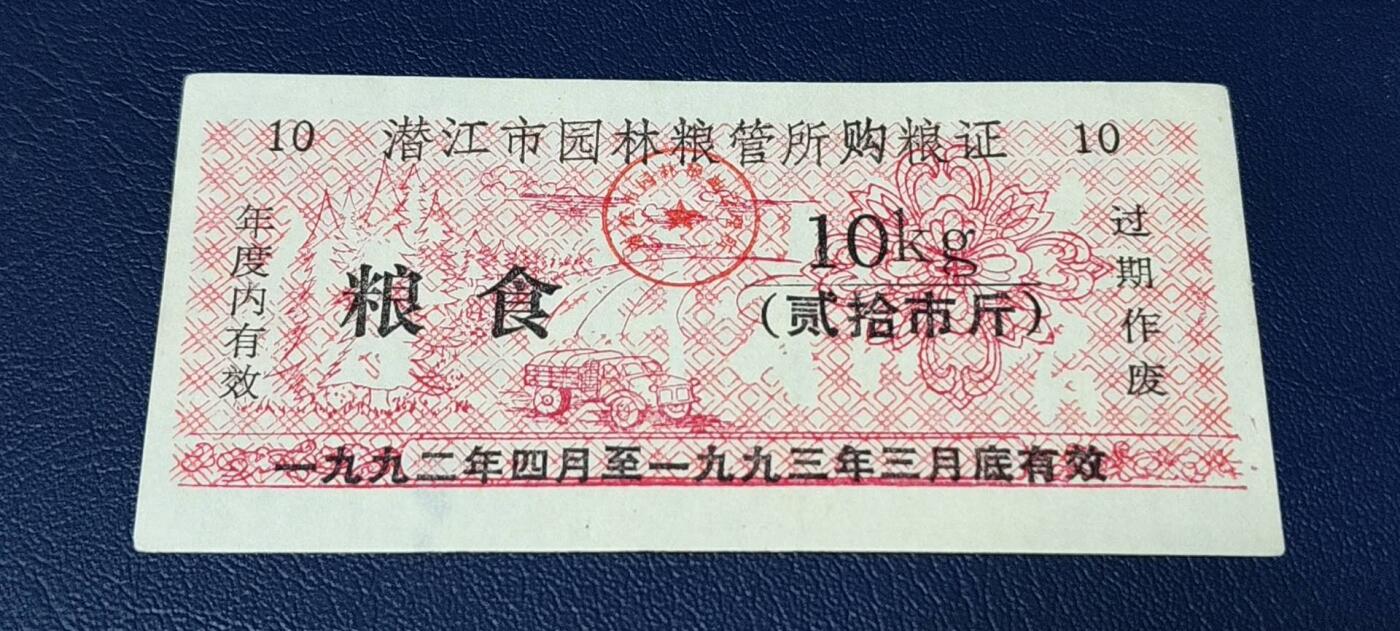 10 潜江市园林粮管所购粮证 10
年度内有效
粮食
10kg
(贰拾市斤)
过期作废
一九九二年四月至一九九三年三月底有效